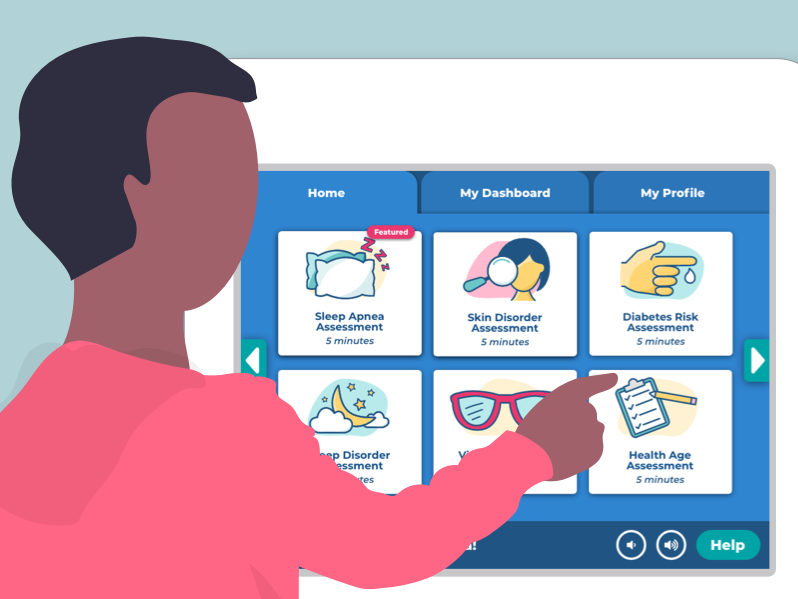 Home
My Dashboard
My Profile
Featured
Sleep Apnea
Assessment
5 minutes
Skin Disorder
Assessment
5 minutes
Diabetes Risk
Assessment
5 minutes
Disorder
Health Age
Assessment
5 minutes
Help